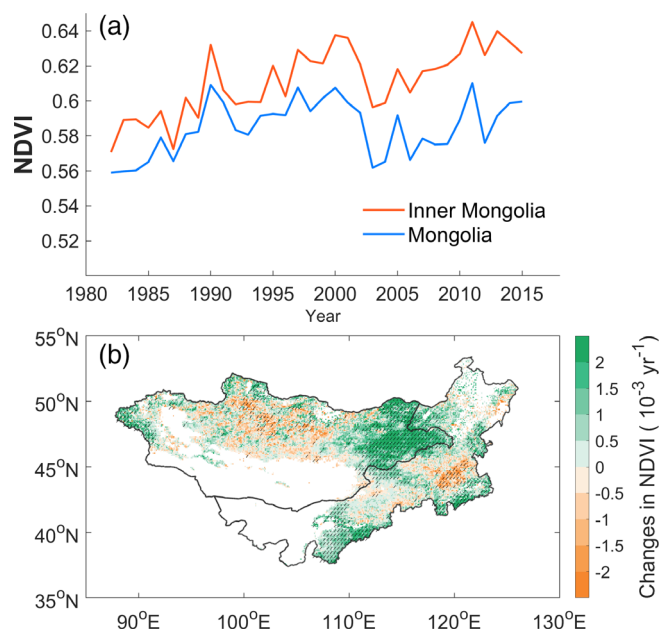 (a)
NDVI
0.64
0.62
0.6
0.58
0.56
0.54
0.52
Inner Mongolia
Mongolia
1980 1985 1990 1995 2000 2005 2010 2015
Year
(b)
55°N
50°N
45°N
40°N
35°N
90°E 100°E 110°E 120°E 130°E
2
1.5
1
0.5
0
-0.5
-1
-1.5
-2
Changes in NDVI ( 10⁻³ yr⁻¹)